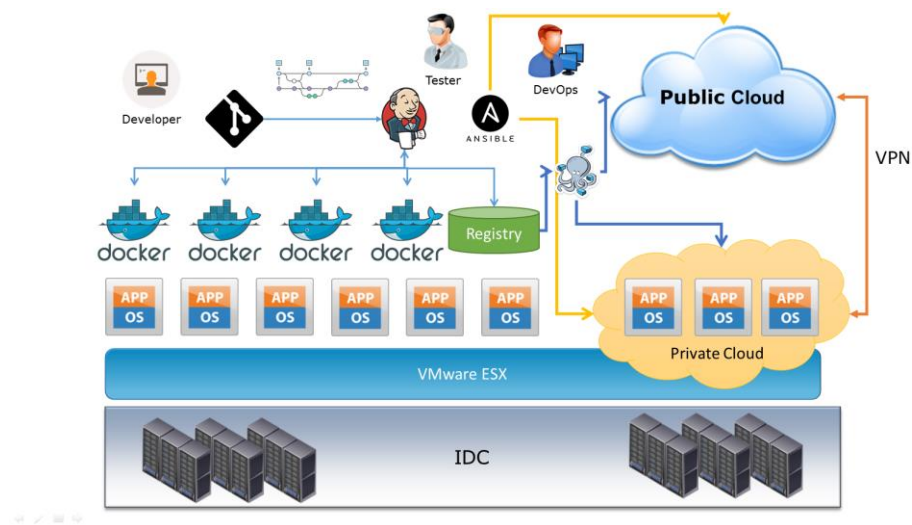 Tester
DevOps
Public Cloud
Developer
ANSIBLE
VPN
docker
docker
docker
docker
Registry
APP
OS
APP
OS
APP
OS
APP
OS
APP
OS
APP
OS
APP
OS
APP
OS
APP
OS
Private Cloud
VMware ESX
IDC